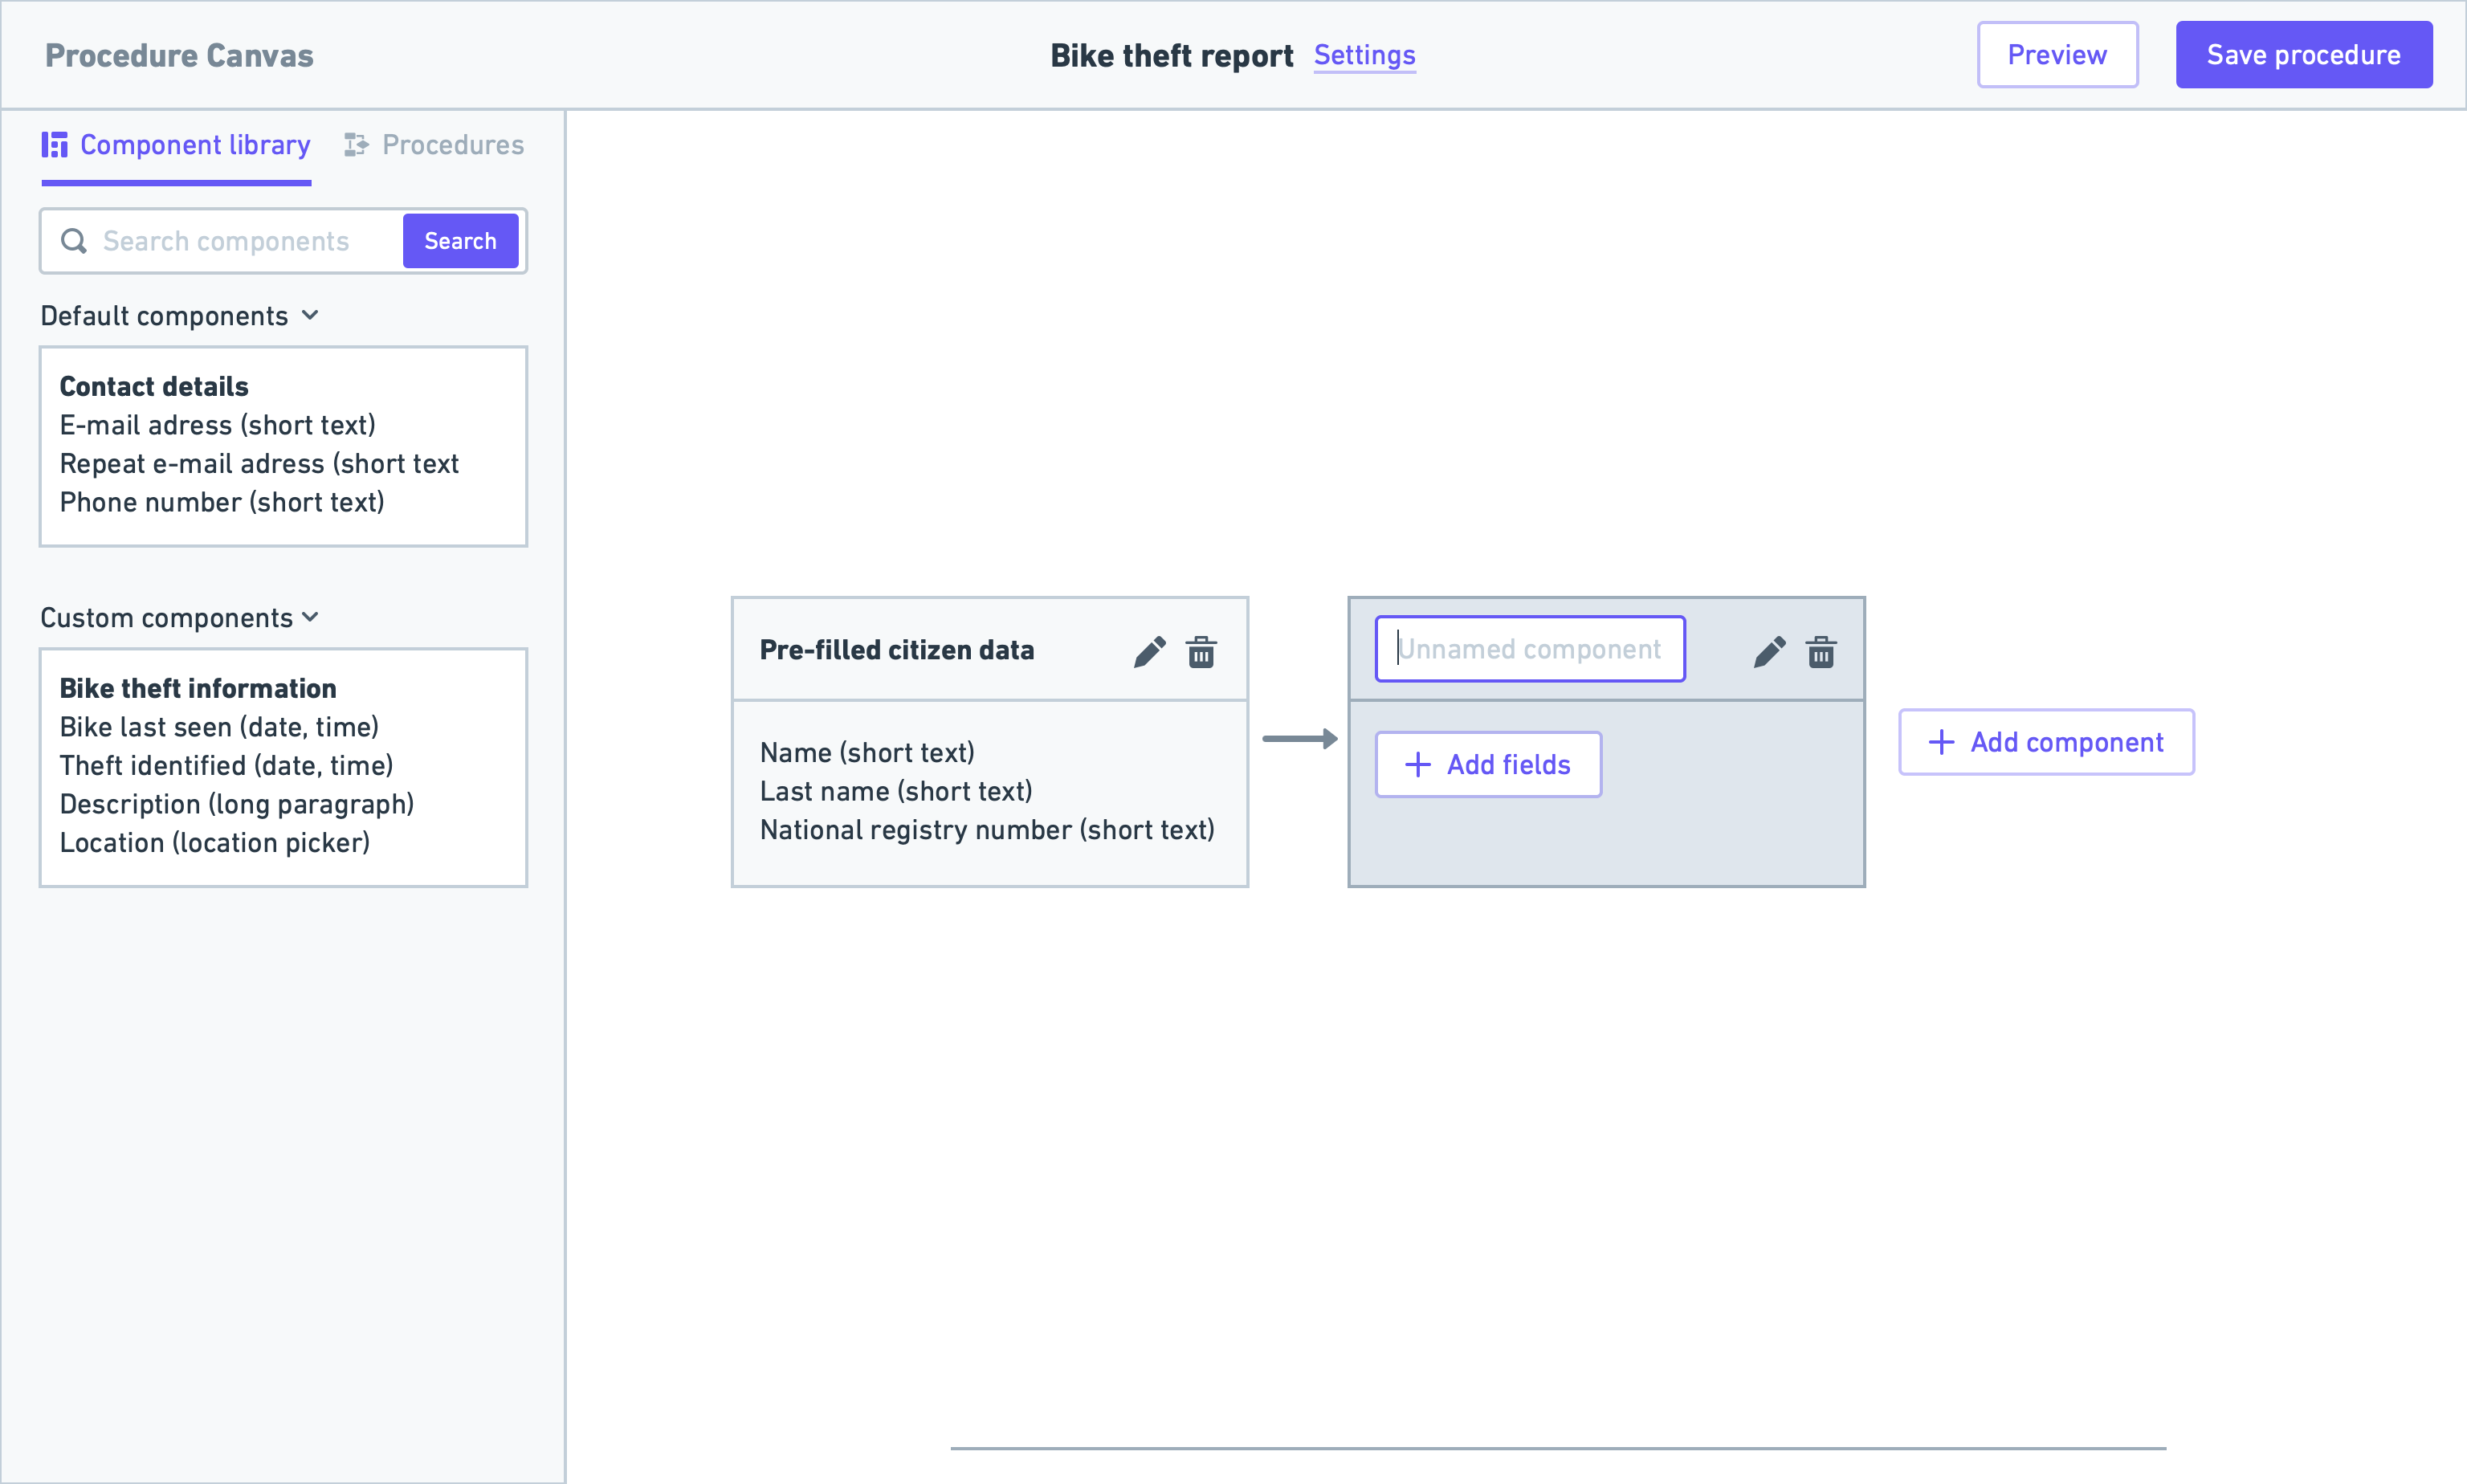 Procedure Canvas
Bike theft report Settings
Preview
Save procedure
Component library
Procedures
Search components
Search
Default components
Contact details
E-mail adress (short text)
Repeat e-mail adress (short text
Phone number (short text)
Custom components
Bike theft information
Bike last seen (date, time)
Theft identified (date, time)
Description (long paragraph)
Location (location picker)
Pre-filled citizen data
Name (short text)
Last name (short text)
National registry number (short text)
Unnamed component
Add fields
Add component